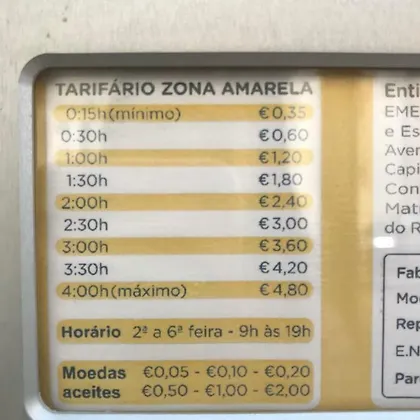 TARIFÁRIO ZONA AMARELA
0:15h(mínimo) €0,35
0:30h €0,60
1:00h €1,20
1:30h €1,80
2:00h €2,40
2:30h €3,00
3:00h €3,60
3:30h €4,20
4:00h(máximo) €4,80
Horário 2ª a 6ª feira - 9h às 19h
Moedas €0,05 - €0,10 - €0,20
aceites €0,50 - €1,00 - €2,00
Enti
EME
e Es
Aven
Capi
Con
Matr
do R
Fab
Mod
Rep
E.N
Par